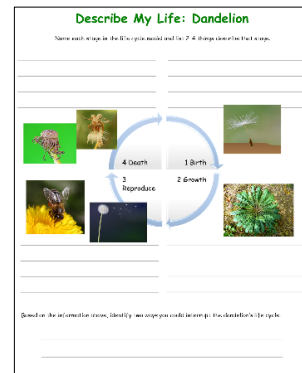 Describe My Life: Dandelion
Name each stage in the life cycle model and list 2-4 things describe that stage.
4 Death
1 Birth
3
Reproduce
2 Growth
Based on the information above, identify two ways you could interrupt the dandelion's life cycle.